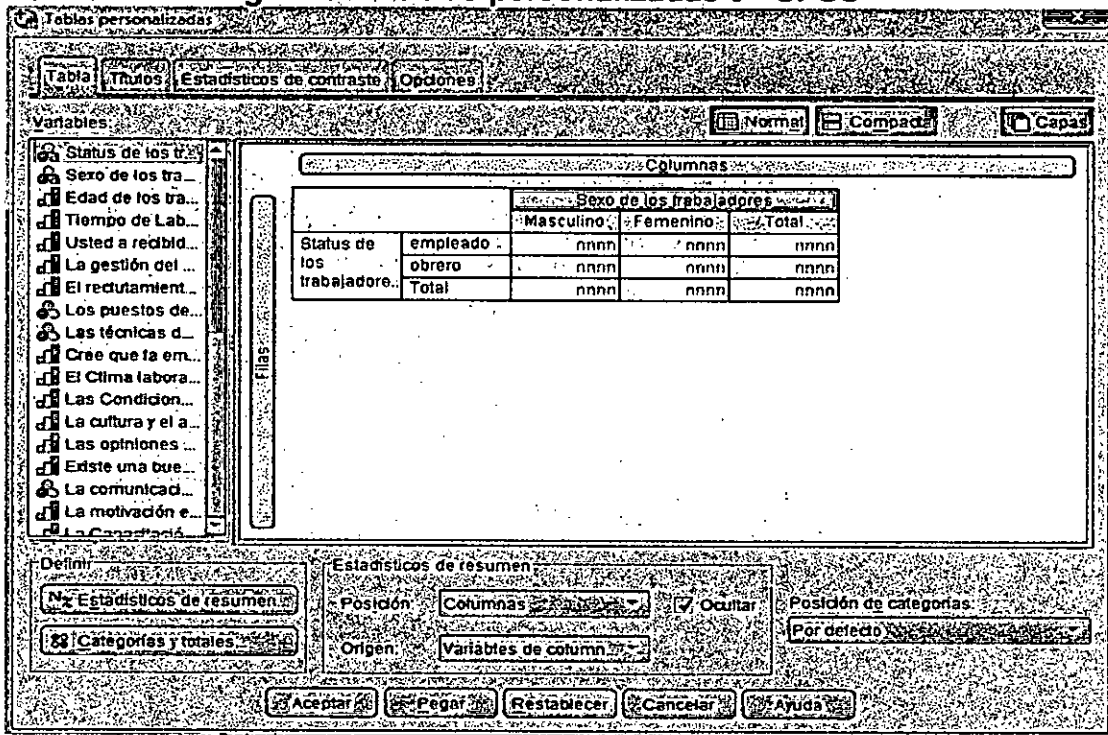 personalizadas
Tablas personalizadas
Tabla Títulos Estadísticos de contraste Opciones
Variables: Normal Compacta Capas
Status de los tr...
Sexo de los tra...
Edad de los tra...
Tiempo de Lab...
Usted a recibid...
La gestión del ...
El reclutamient...
Los puestos de...
Las técnicas d...
Cree que la em...
El Clima labora...
Las Condicion...
La cultura y el a...
Las opiniones ...
Existe una bue...
La comunicaci...
La motivación e...
La Capacitació...
Columnas
Filas
Sexo de los trabajadores
Masculino Femenino Total
Status de los trabajadore... empleado nnnn nnnn nnnn
obrero nnnn nnnn nnnn
Total nnnn nnnn nnnn
Definir
Estadísticos de resumen...
Categorías y totales...
Estadísticos de resumen
Posición: Columnas Ocultar
Origen: Variables de column...
Posición de categorías:
Por defecto
Aceptar Pegar Restablecer Cancelar Ayuda